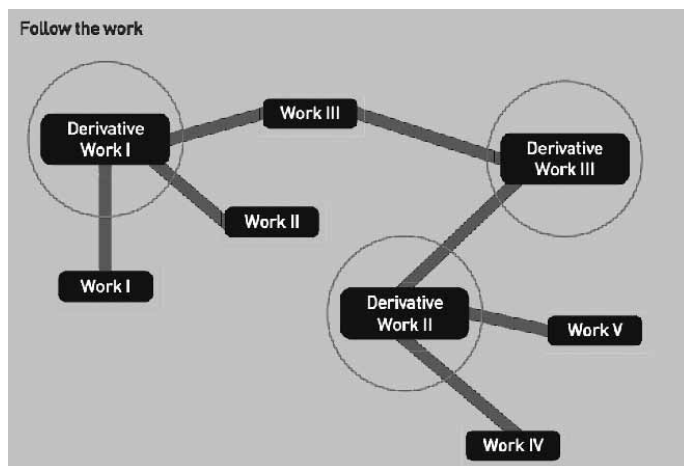 Follow the work
Work III
Derivative
Work I
Derivative
Work III
Work II
Work I
Derivative
Work II
Work V
Work IV